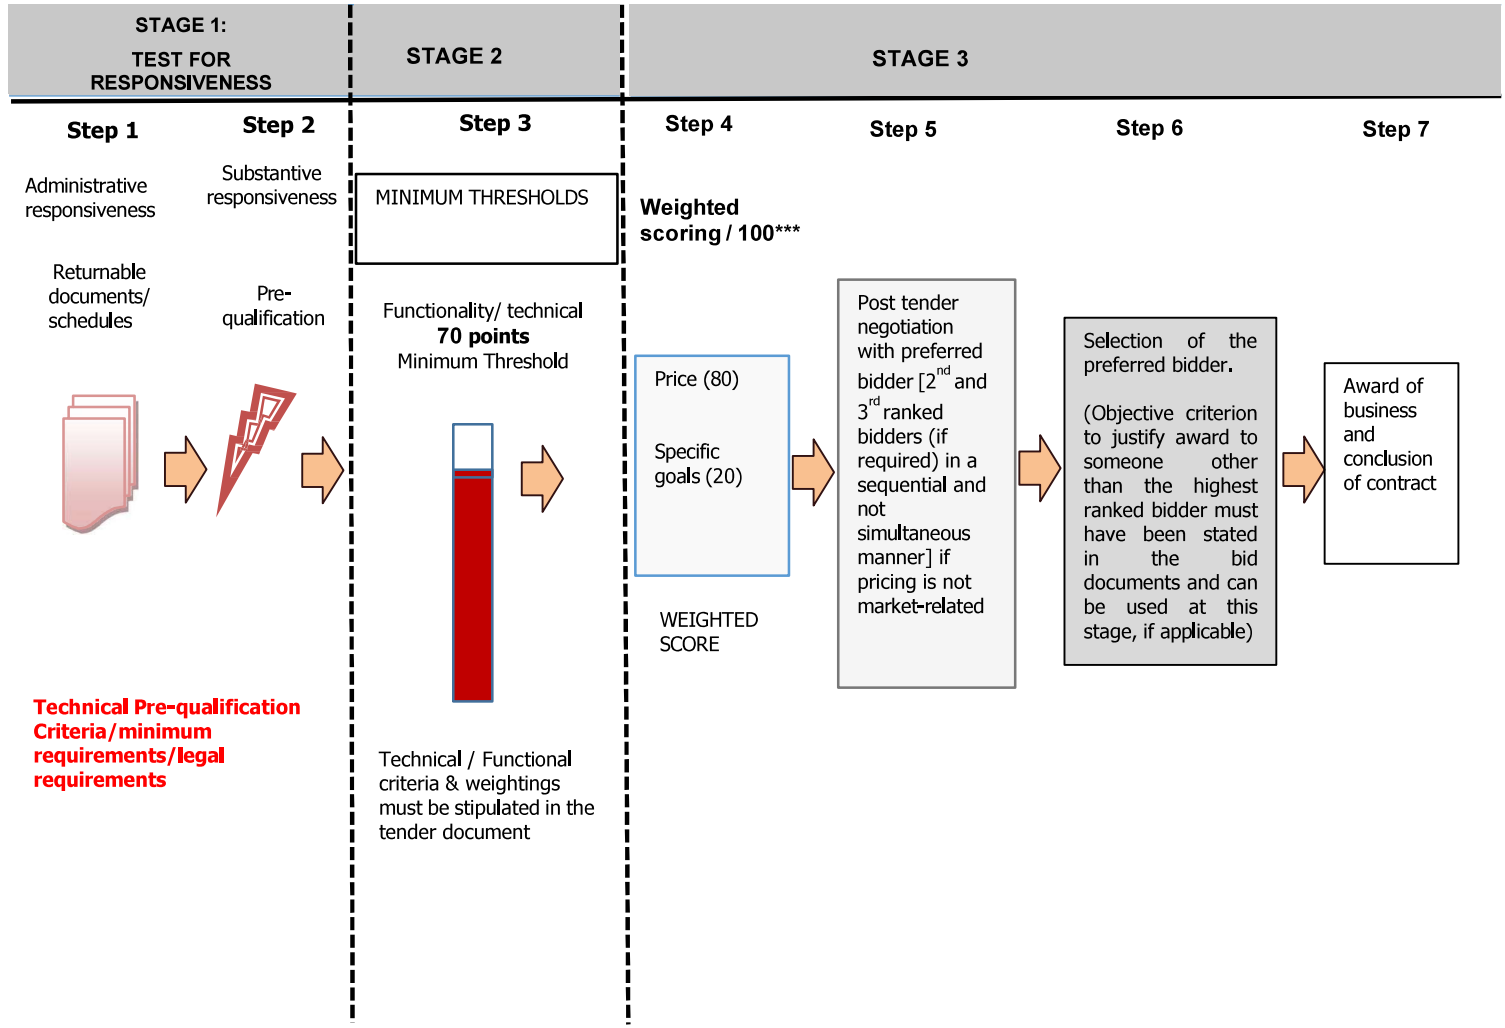 STAGE 1:
TEST FOR
RESPONSIVENESS
STAGE 2
STAGE 3
Step 1
Step 2
Step 3
Step 4
Step 5
Step 6
Step 7
Administrative
responsiveness
Returnable
documents/
schedules
Substantive
responsiveness
Pre-
qualification
Technical Pre-qualification
Criteria/minimum
requirements/legal
requirements
MINIMUM THRESHOLDS
Functionality/ technical
70 points
Minimum Threshold
Technical / Functional
criteria & weightings
must be stipulated in the
tender document
Weighted
scoring / 100***
Price (80)
Specific
goals (20)
WEIGHTED
SCORE
Post tender
negotiation
with preferred
bidder [2nd and
3rd ranked
bidders (if
required) in a
sequential and
not
simultaneous
manner] if
pricing is not
market-related
Selection of the
preferred bidder.
(Objective criterion
to justify award to
someone other
than the highest
ranked bidder must
have been stated
in the bid
documents and can
be used at this
stage, if applicable)
Award of
business
and
conclusion
of contract